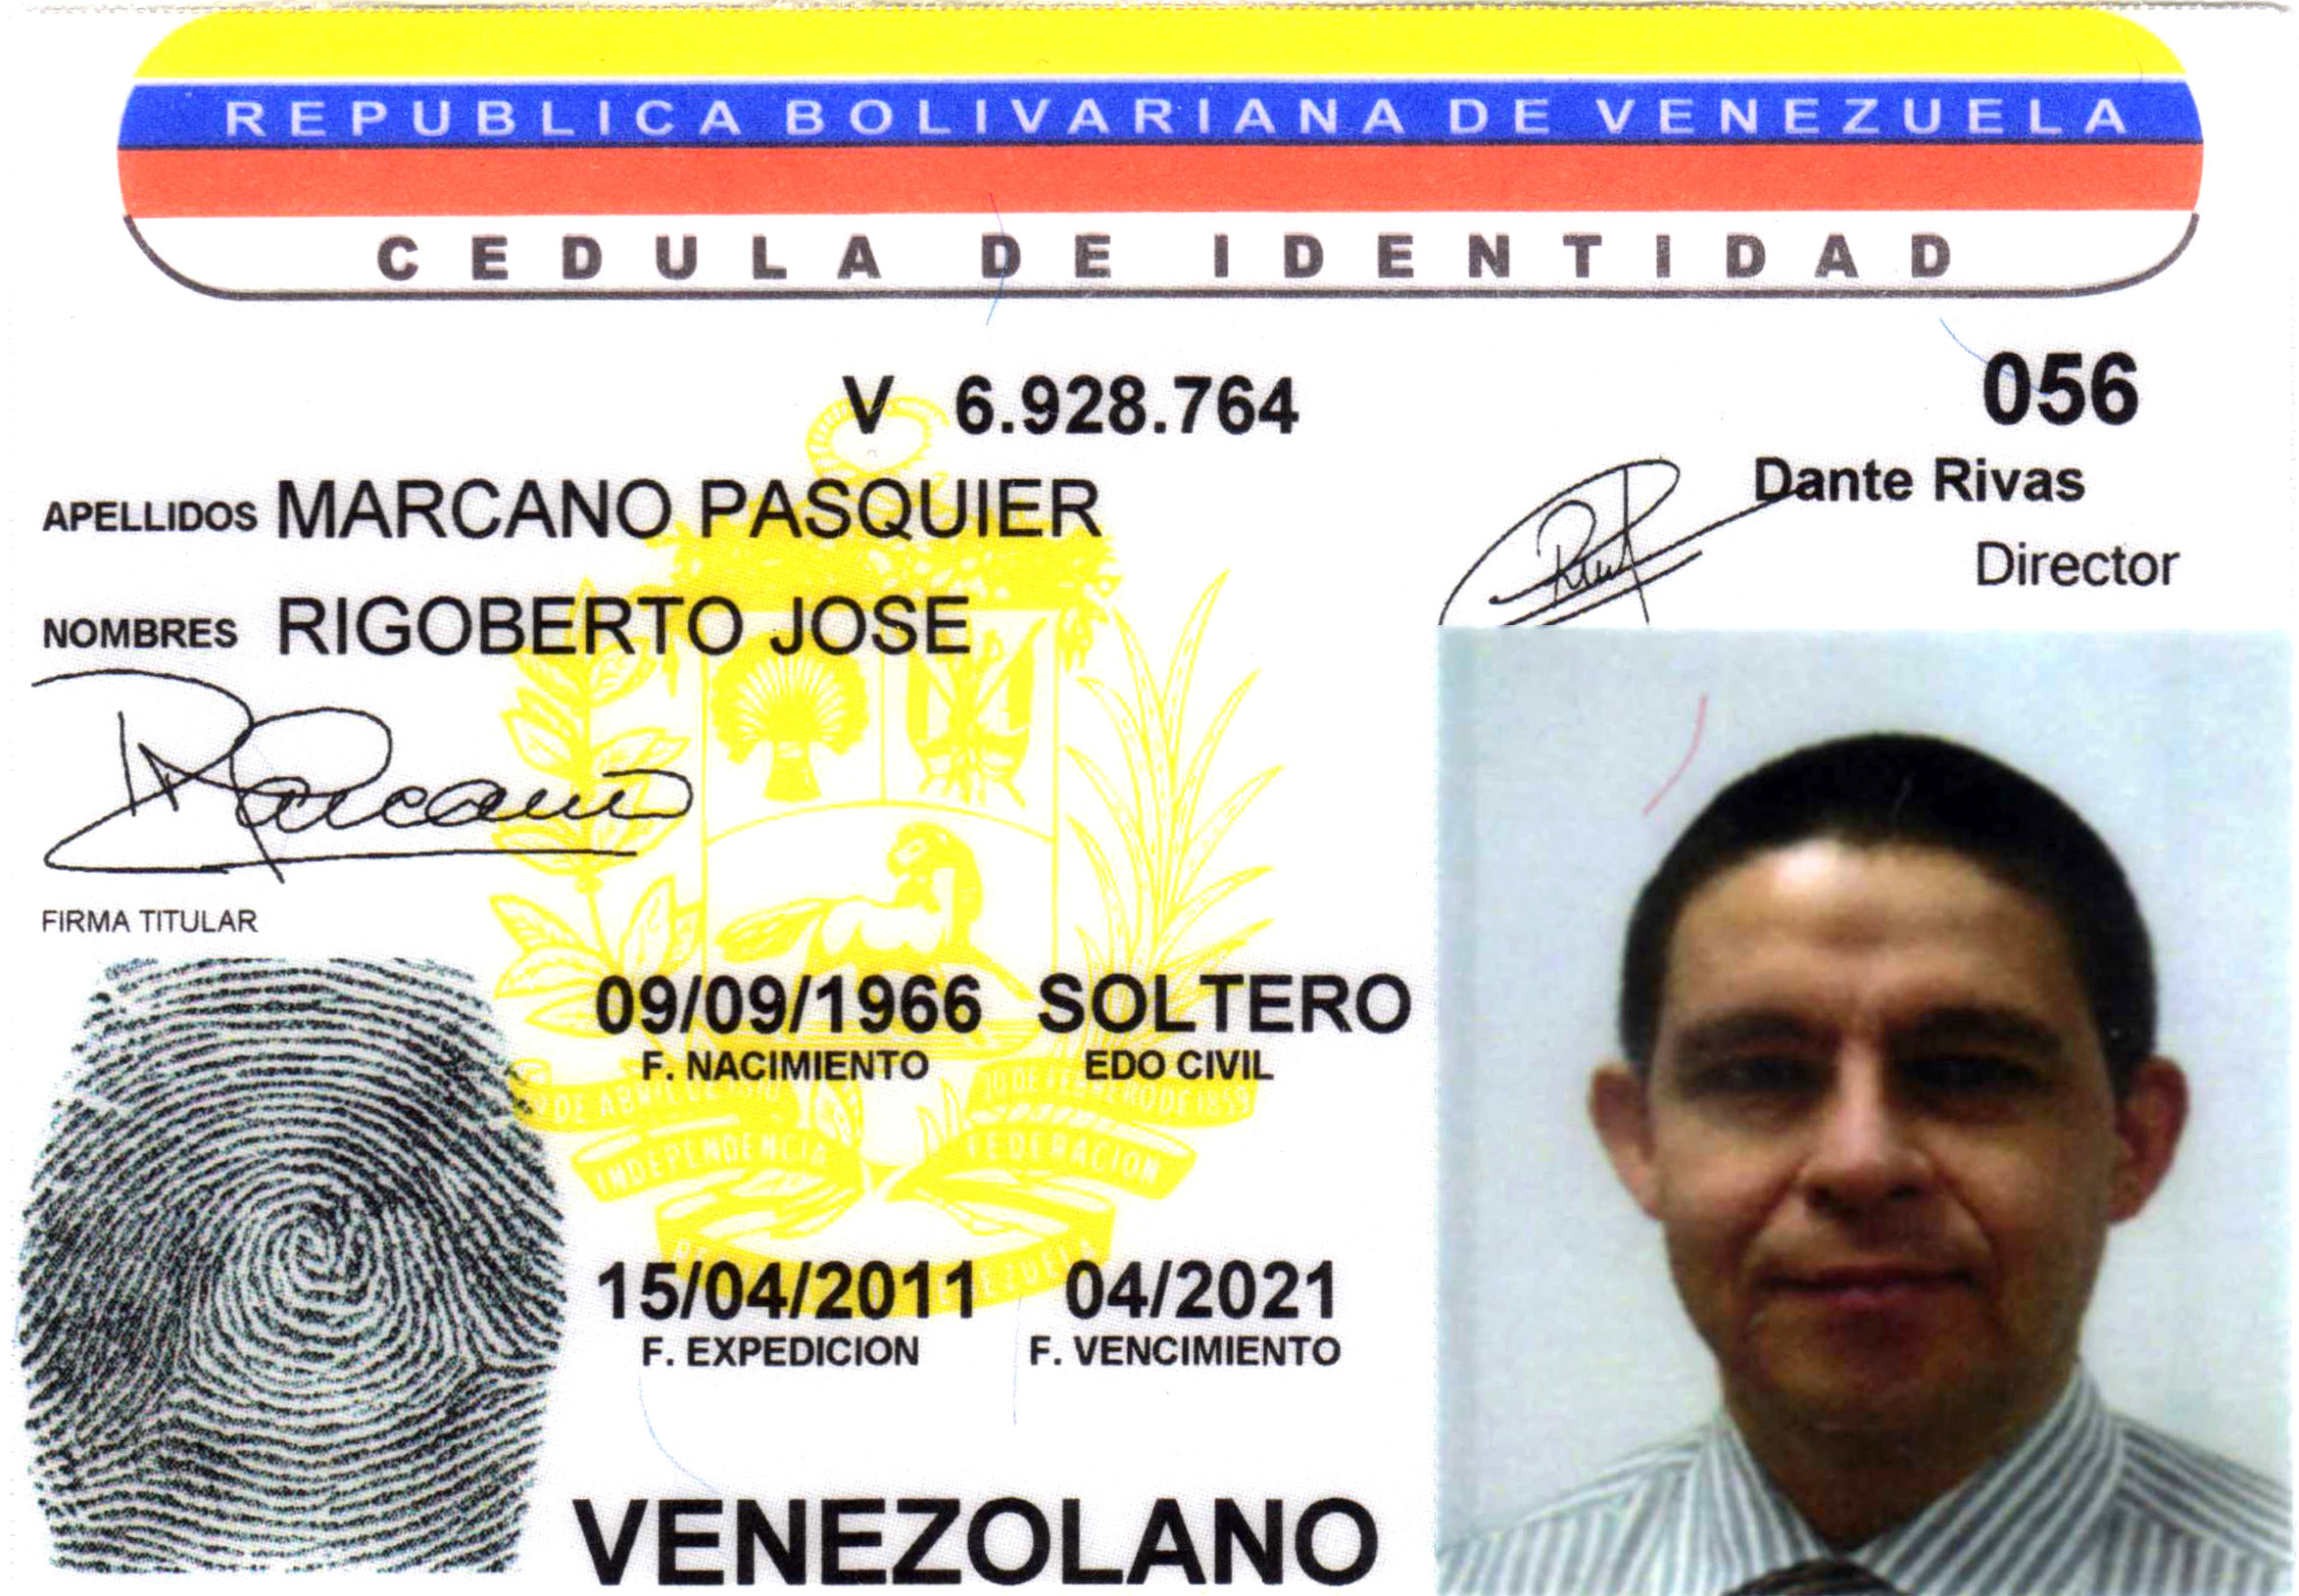 REPUBLICA BOLIVARIANA DE VENEZUELA
CEDULA DE IDENTIDAD
V 6.928.764
056
Dante Rivas
Director
APELLIDOS MARCANO PASQUIER
NOMBRES RIGOBERTO JOSE
Marcano
FIRMA TITULAR
09/09/1966 SOLTERO
F. NACIMIENTO EDO CIVIL
19 DE ABRIL DE 1810 20 DE FEBRERO DE 1859
INDEPENDENCIA FEDERACION
15/04/2011 04/2021
F. EXPEDICION F. VENCIMIENTO
VENEZOLANO